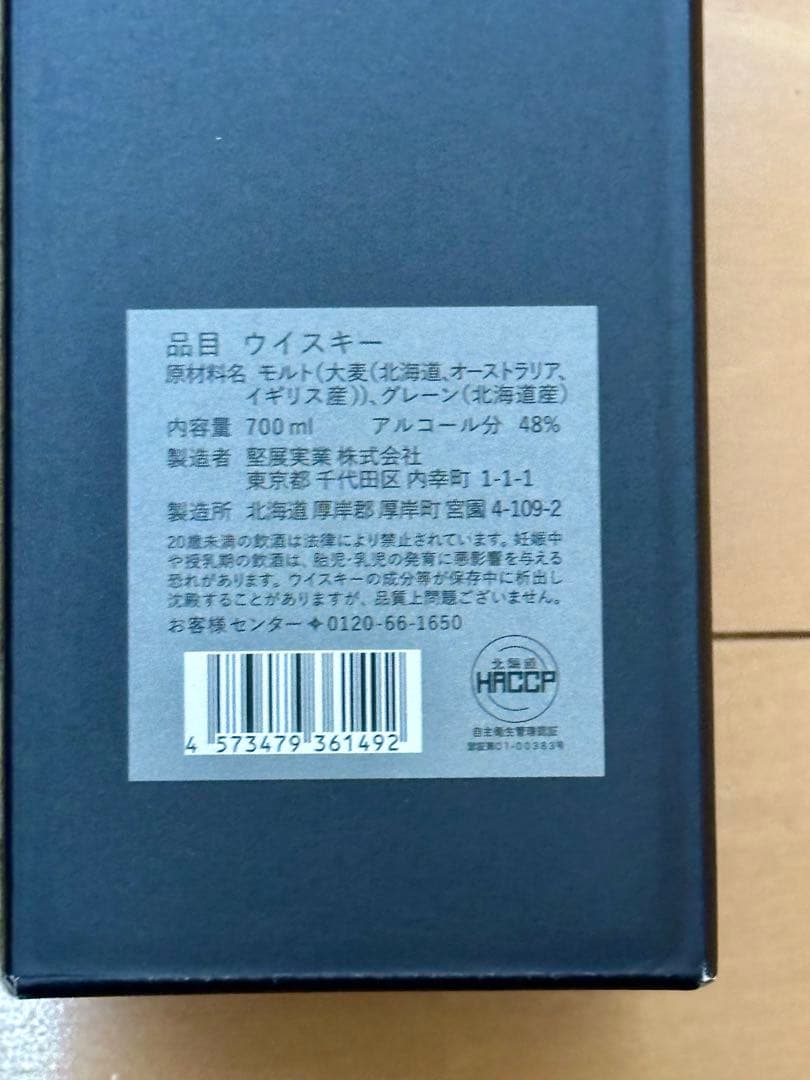 品目 ウイスキー
原材料名 モルト(大麦(北海道、オーストラリア、
イギリス産))、グレーン(北海道産)
内容量 700ml アルコール分 48%
製造者 堅展実業 株式会社
東京都 千代田区 内幸町 1-1-1
製造所 北海道 厚岸郡 厚岸町 宮園 4-109-2
20歳未満の飲酒は法律により禁止されています。妊娠中
や授乳期の飲酒は、胎児・乳児の発育に悪影響を与える
恐れがあります。ウイスキーの成分等が保存中に析出し
沈殿することがありますが、品質上問題ございません。
お客様センター✦0120-66-1650
4 573479 361492
北海道
HACCP
自主衛生管理認証
認証第01-00383号